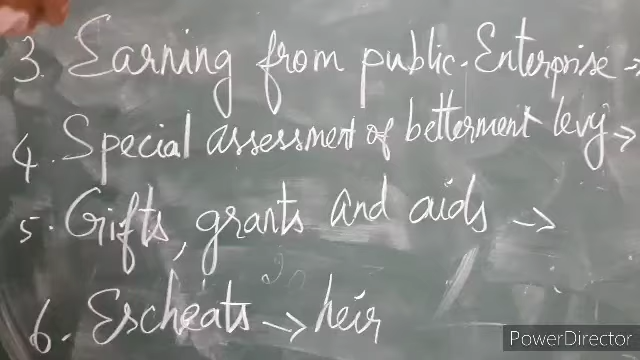 3. Earning from public. Enterprise →
4. Special assessment of betterment levy →
5. Gifts, grants and aids →
6. Escheats → heir
PowerDirector